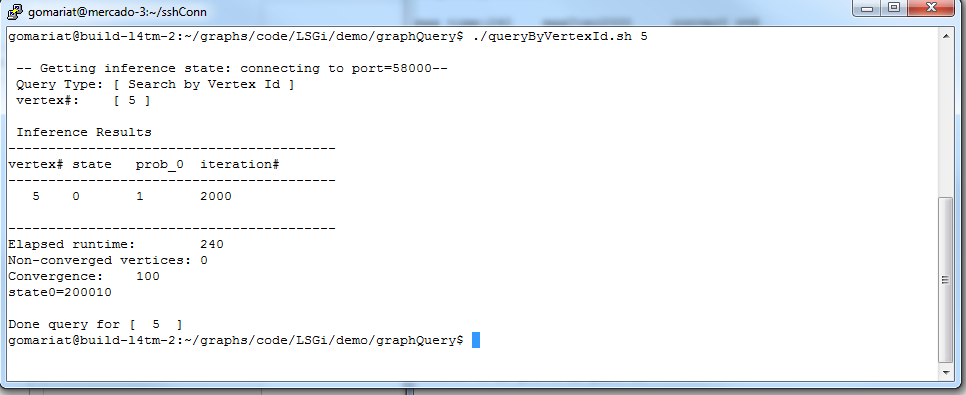 gomariat@mercado-3:~/sshConn
gomariat@build-l4tm-2:~/graphs/code/LSGi/demo/graphQuery$ ./queryByVertexId.sh 5
-- Getting inference state: connecting to port=58000--
Query Type: [ Search by Vertex Id ]
vertex#:    [ 5 ]
Inference Results
-----------------------------------------
vertex# state   prob_0  iteration#
-----------------------------------------
5    0       1       2000
-----------------------------------------
Elapsed runtime:        240
Non-converged vertices: 0
Convergence:    100
state0=200010
Done query for [  5  ]
gomariat@build-l4tm-2:~/graphs/code/LSGi/demo/graphQuery$